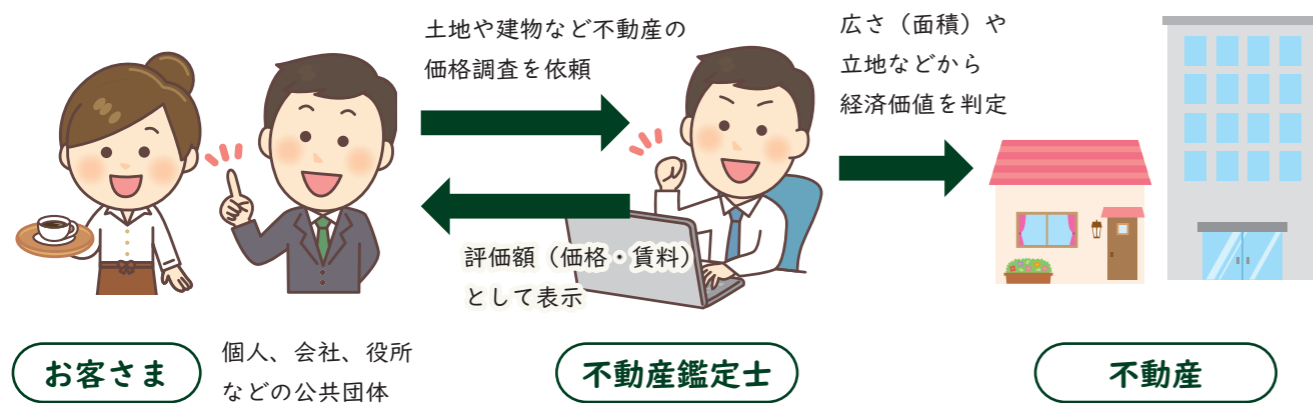 土地や建物など不動産の
価格調査を依頼
広さ（面積）や
立地などから
経済価値を判定
評価額（価格・賃料）
として表示
お客さま
個人、会社、役所
などの公共団体
不動産鑑定士
不動産